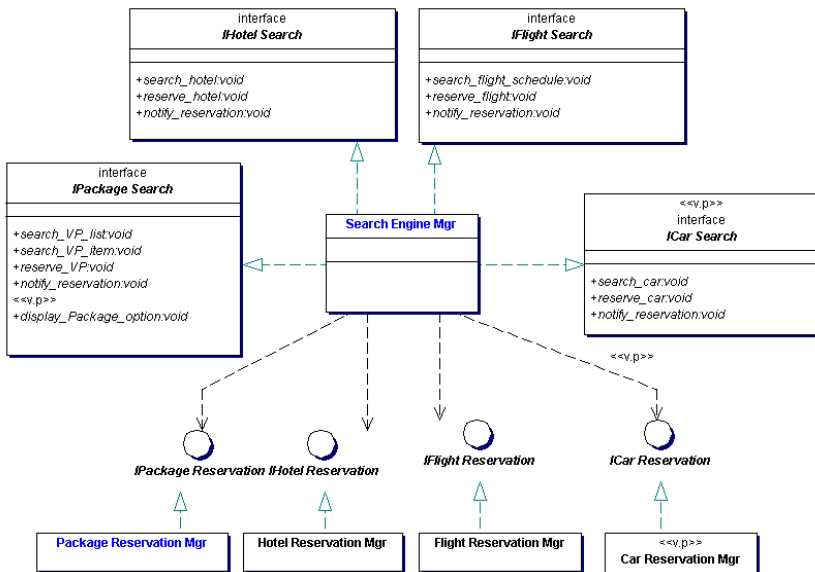 interface
IHotel Search
+search_hotel:void
+reserve_hotel:void
+notify_reservation:void
interface
IFlight Search
+search_flight_schedule:void
+reserve_flight:void
+notify_reservation:void
interface
IPackage Search
+search_VP_list:void
+search_VP_item:void
+reserve_VP:void
+notify_reservation:void
<<v.p>>
+display_Package_option:void
Search Engine Mgr
<<v.p>>
interface
ICar Search
+search_car:void
+reserve_car:void
+notify_reservation:void
<<v.p>>
IPackage Reservation
IHotel Reservation
IFlight Reservation
ICar Reservation
Package Reservation Mgr
Hotel Reservation Mgr
Flight Reservation Mgr
<<v.p>>
Car Reservation Mgr